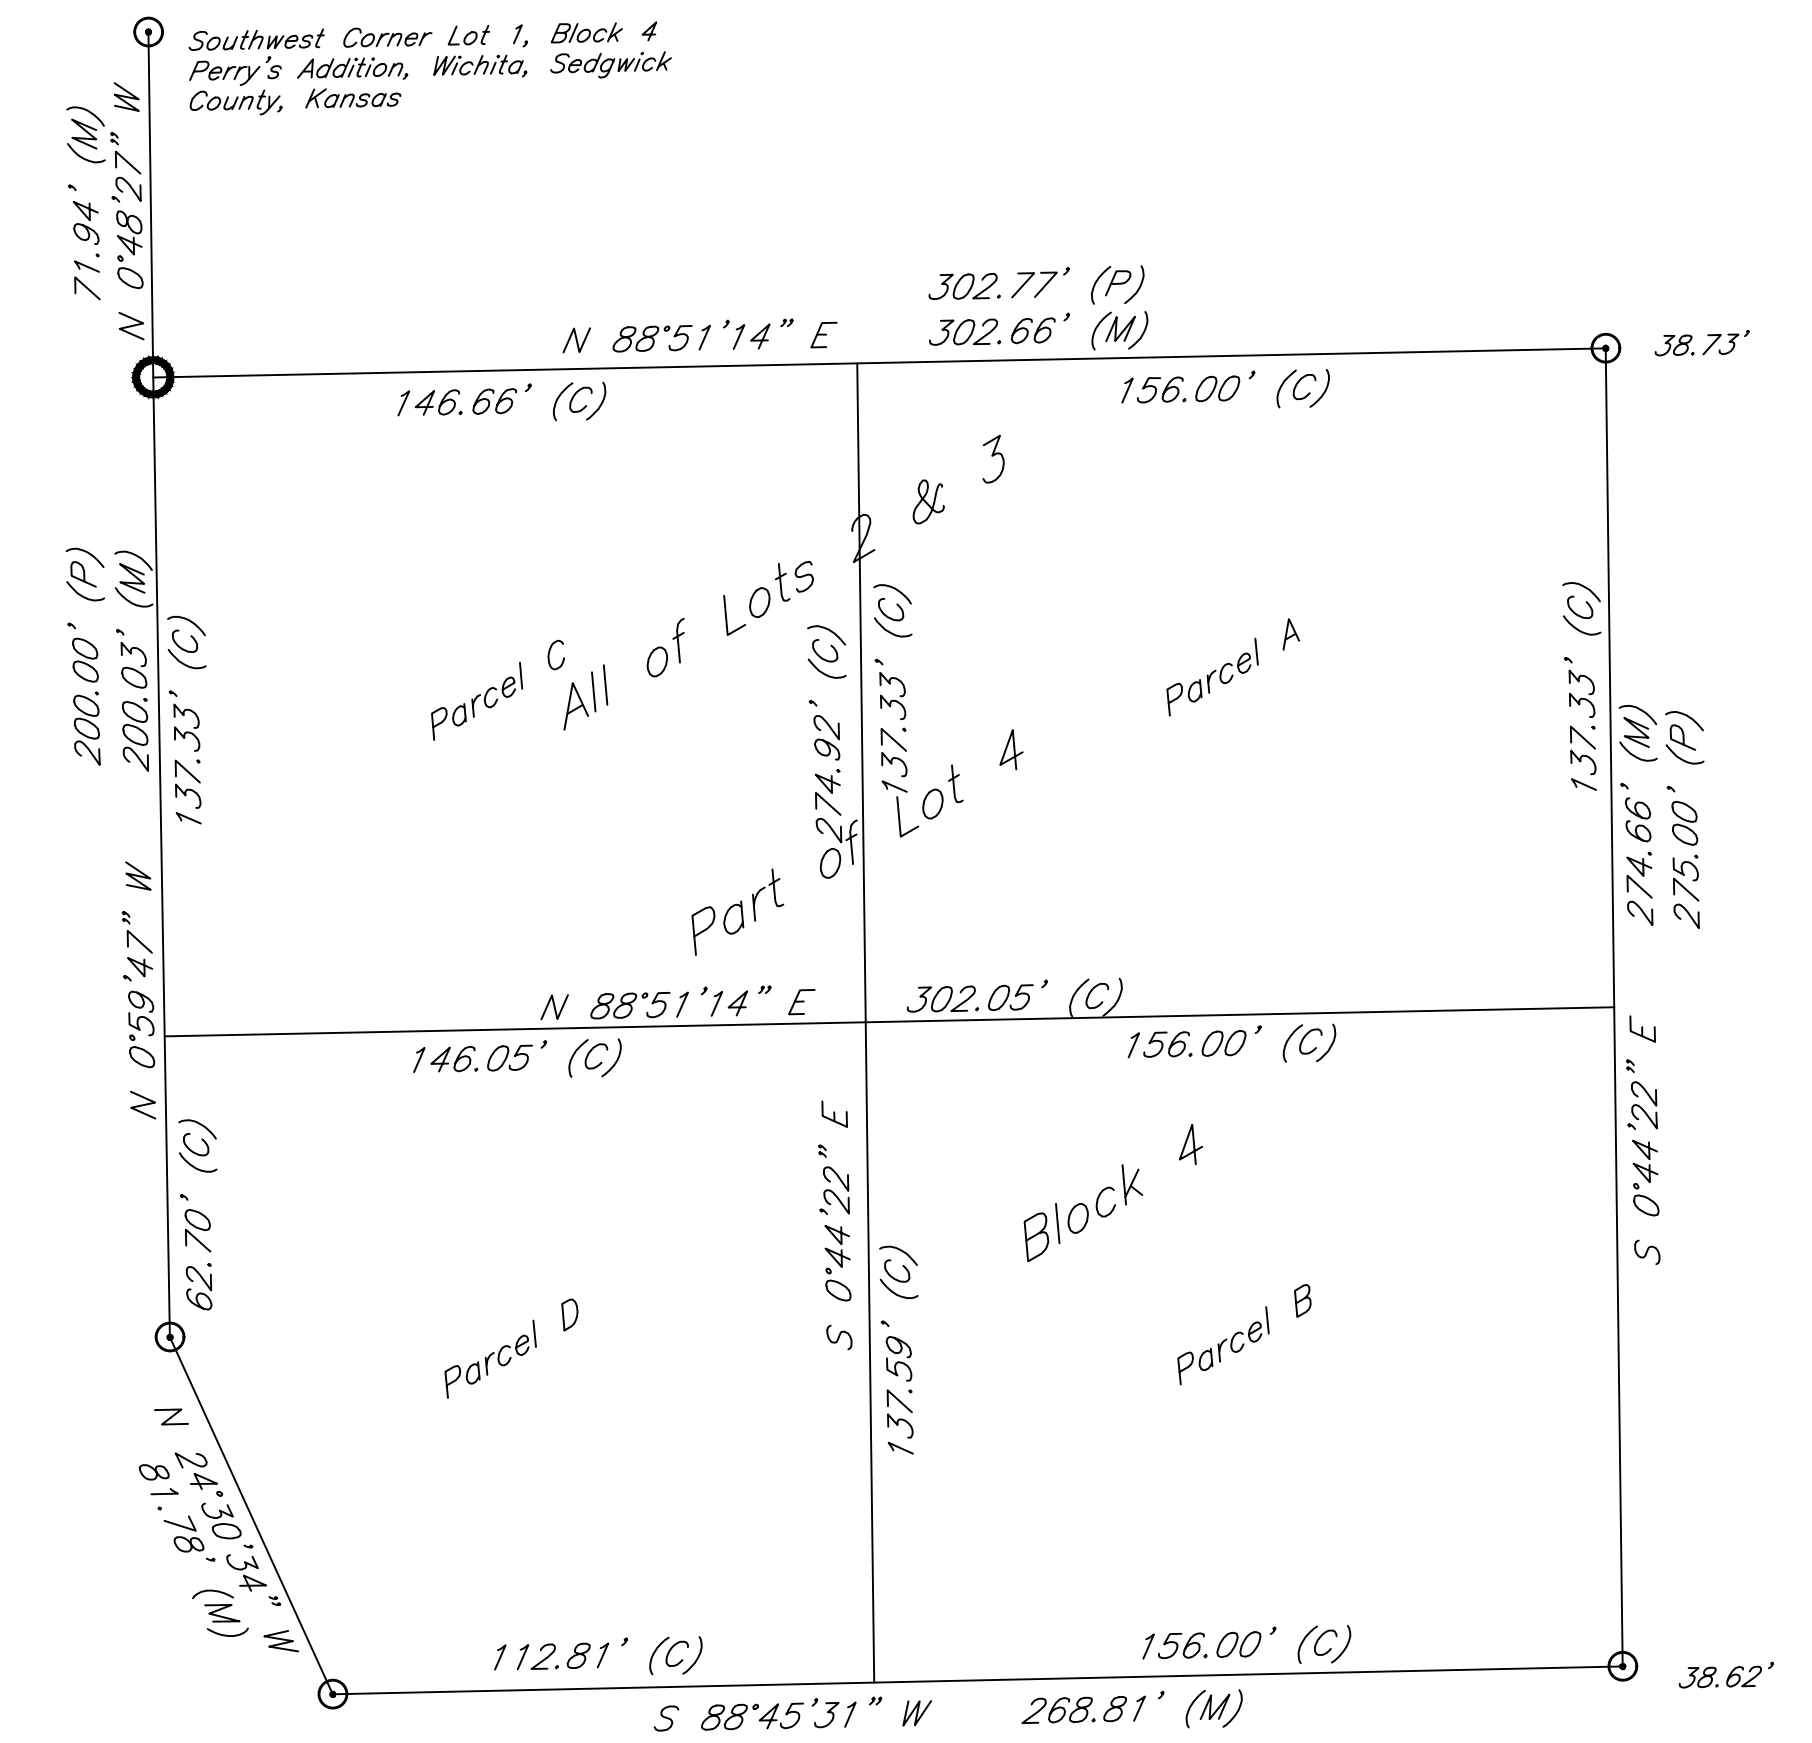 Southwest Corner Lot 1, Block 4
Perry's Addition, Wichita, Sedgwick
County, Kansas
71.94' (M)
N 0°48'27" W
302.77' (P)
N 88°51'14" E
302.66' (M)
38.73'
146.66' (C)
156.00' (C)
All of Lots 2 & 3
200.00' (P)
200.03' (M)
137.33' (C)
Parcel C
274.92' (C)
137.33' (C)
Parcel A
137.33' (C)
274.66' (M)
275.00' (P)
Part of Lot 4
N 0°59'47" W
N 88°51'14" E
302.05' (C)
146.05' (C)
156.00' (C)
S 0°44'22" E
S 0°44'22" E
62.70' (C)
Block 4
Parcel D
137.59' (C)
Parcel B
N 24°30'34" W
81.78' (M)
112.81' (C)
156.00' (C)
38.62'
S 88°45'31" W
268.81' (M)